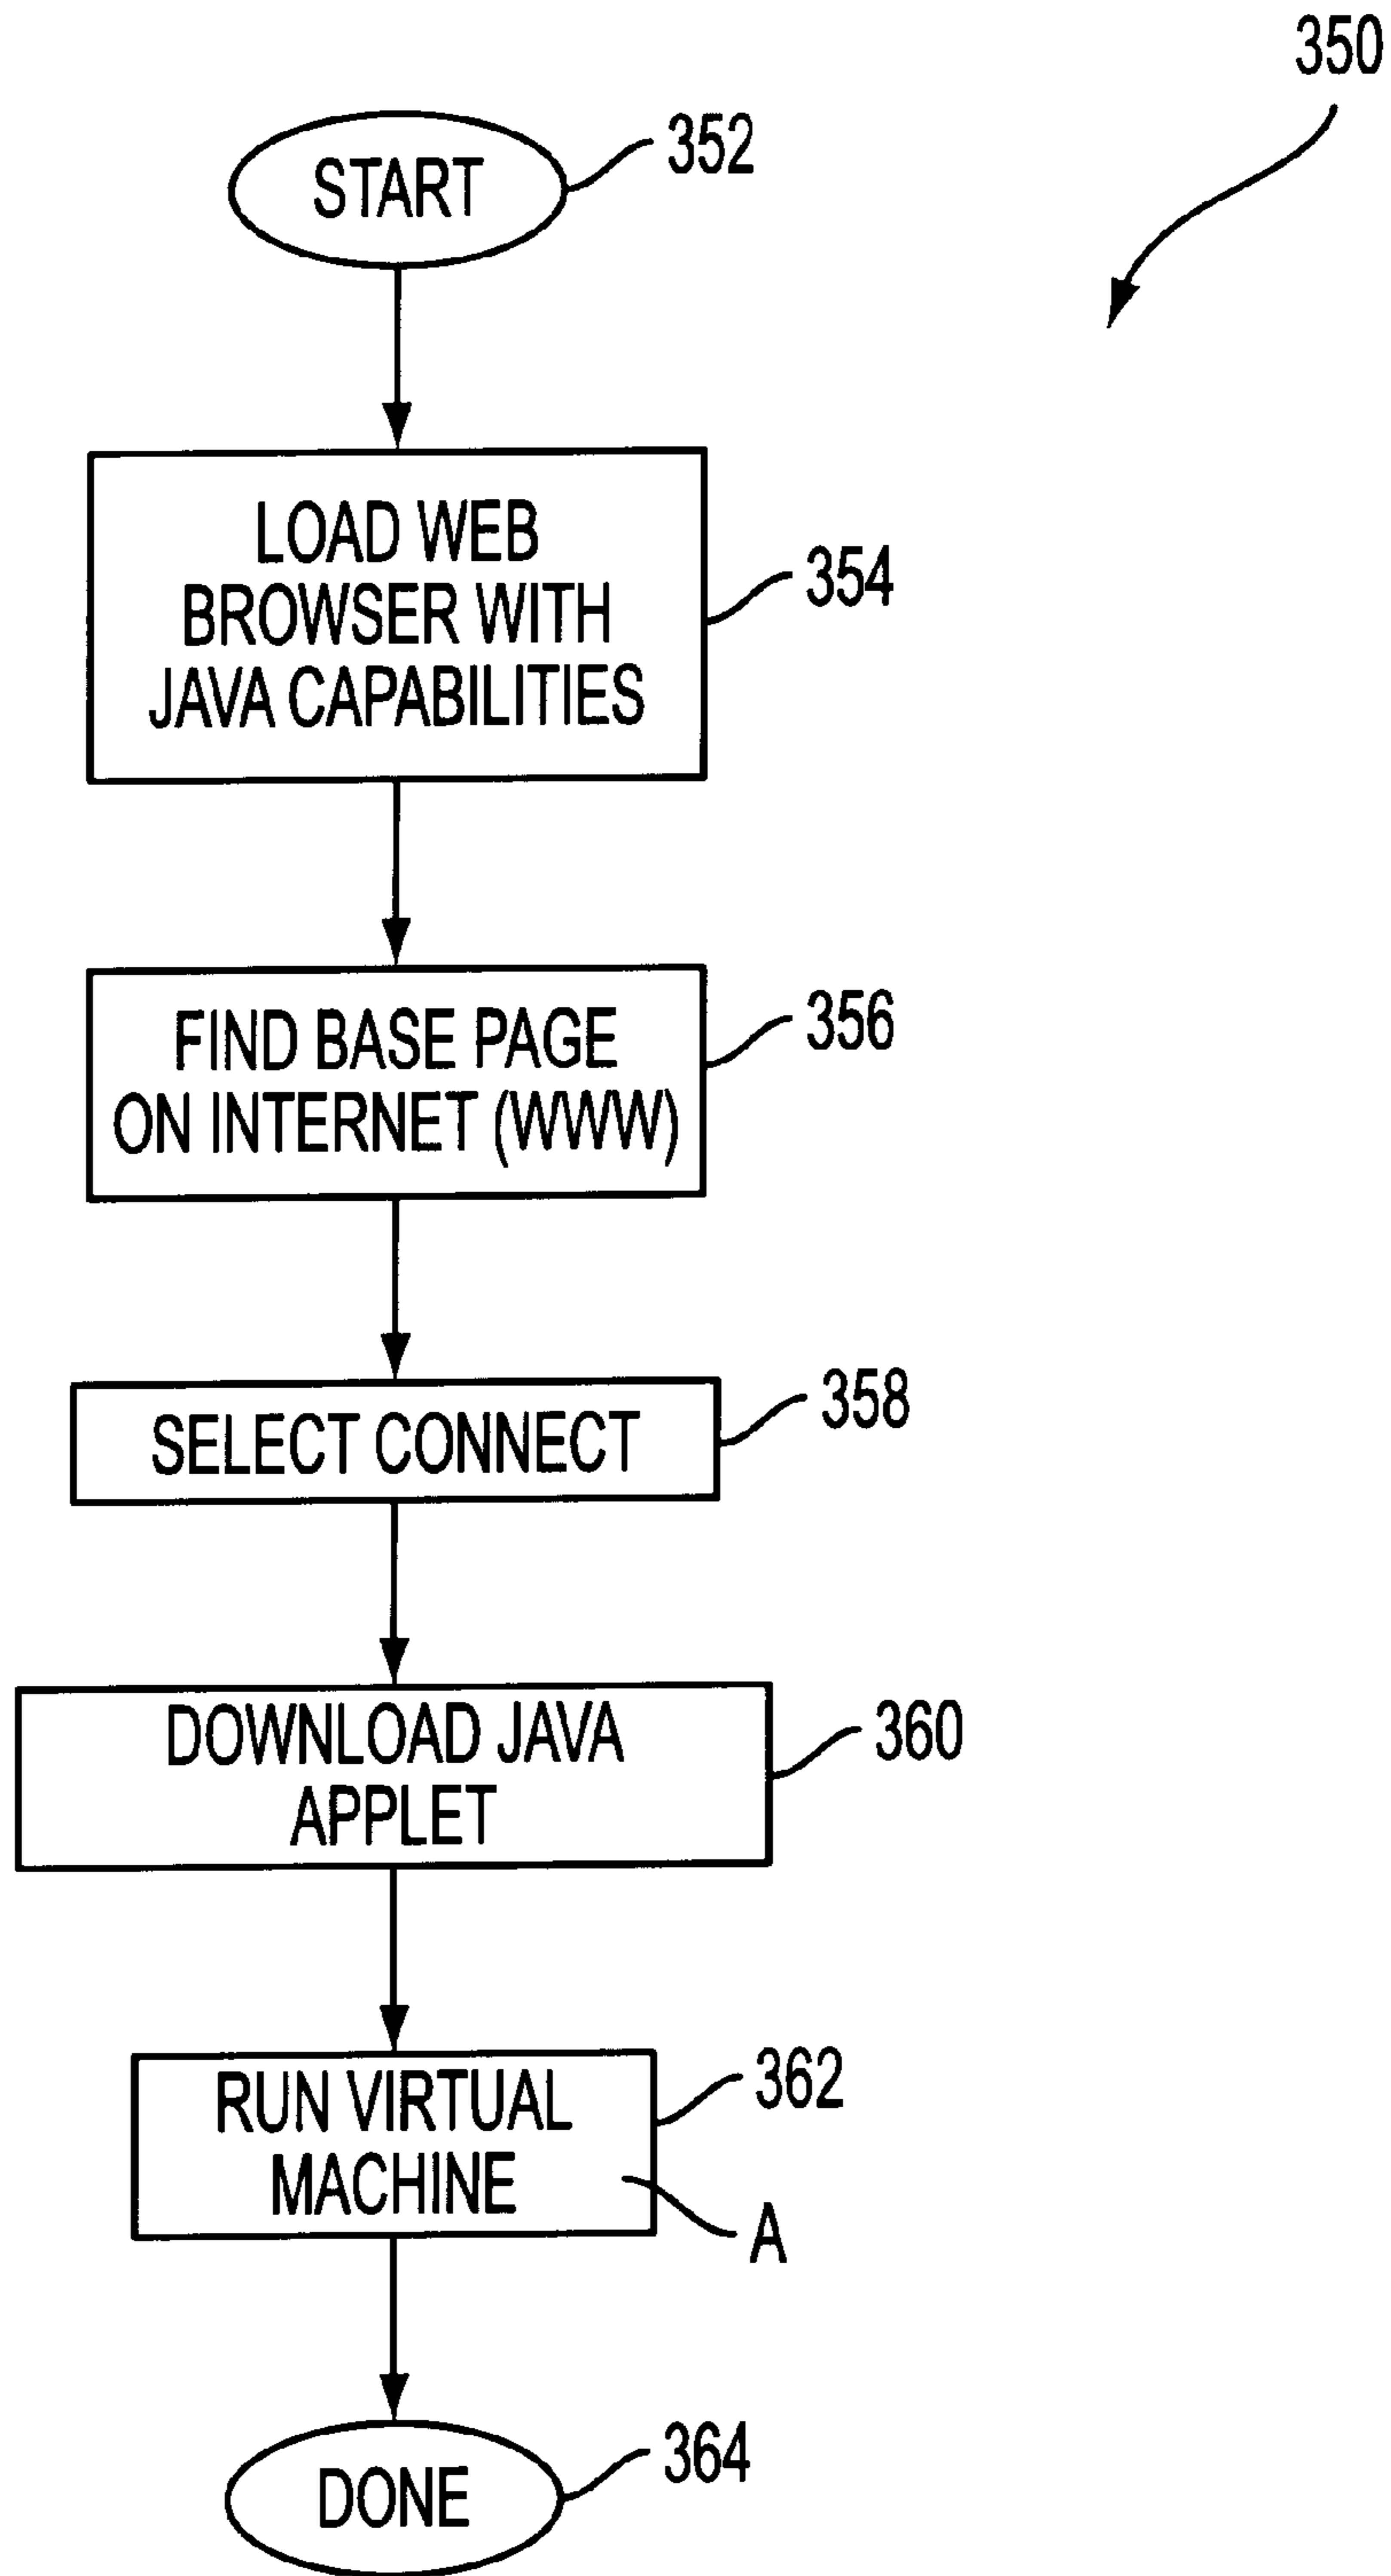 350
START
352
LOAD WEB
BROWSER WITH
JAVA CAPABILITIES
354
FIND BASE PAGE
ON INTERNET (WWW)
356
SELECT CONNECT
358
DOWNLOAD JAVA
APPLET
360
RUN VIRTUAL
MACHINE
362
A
DONE
364